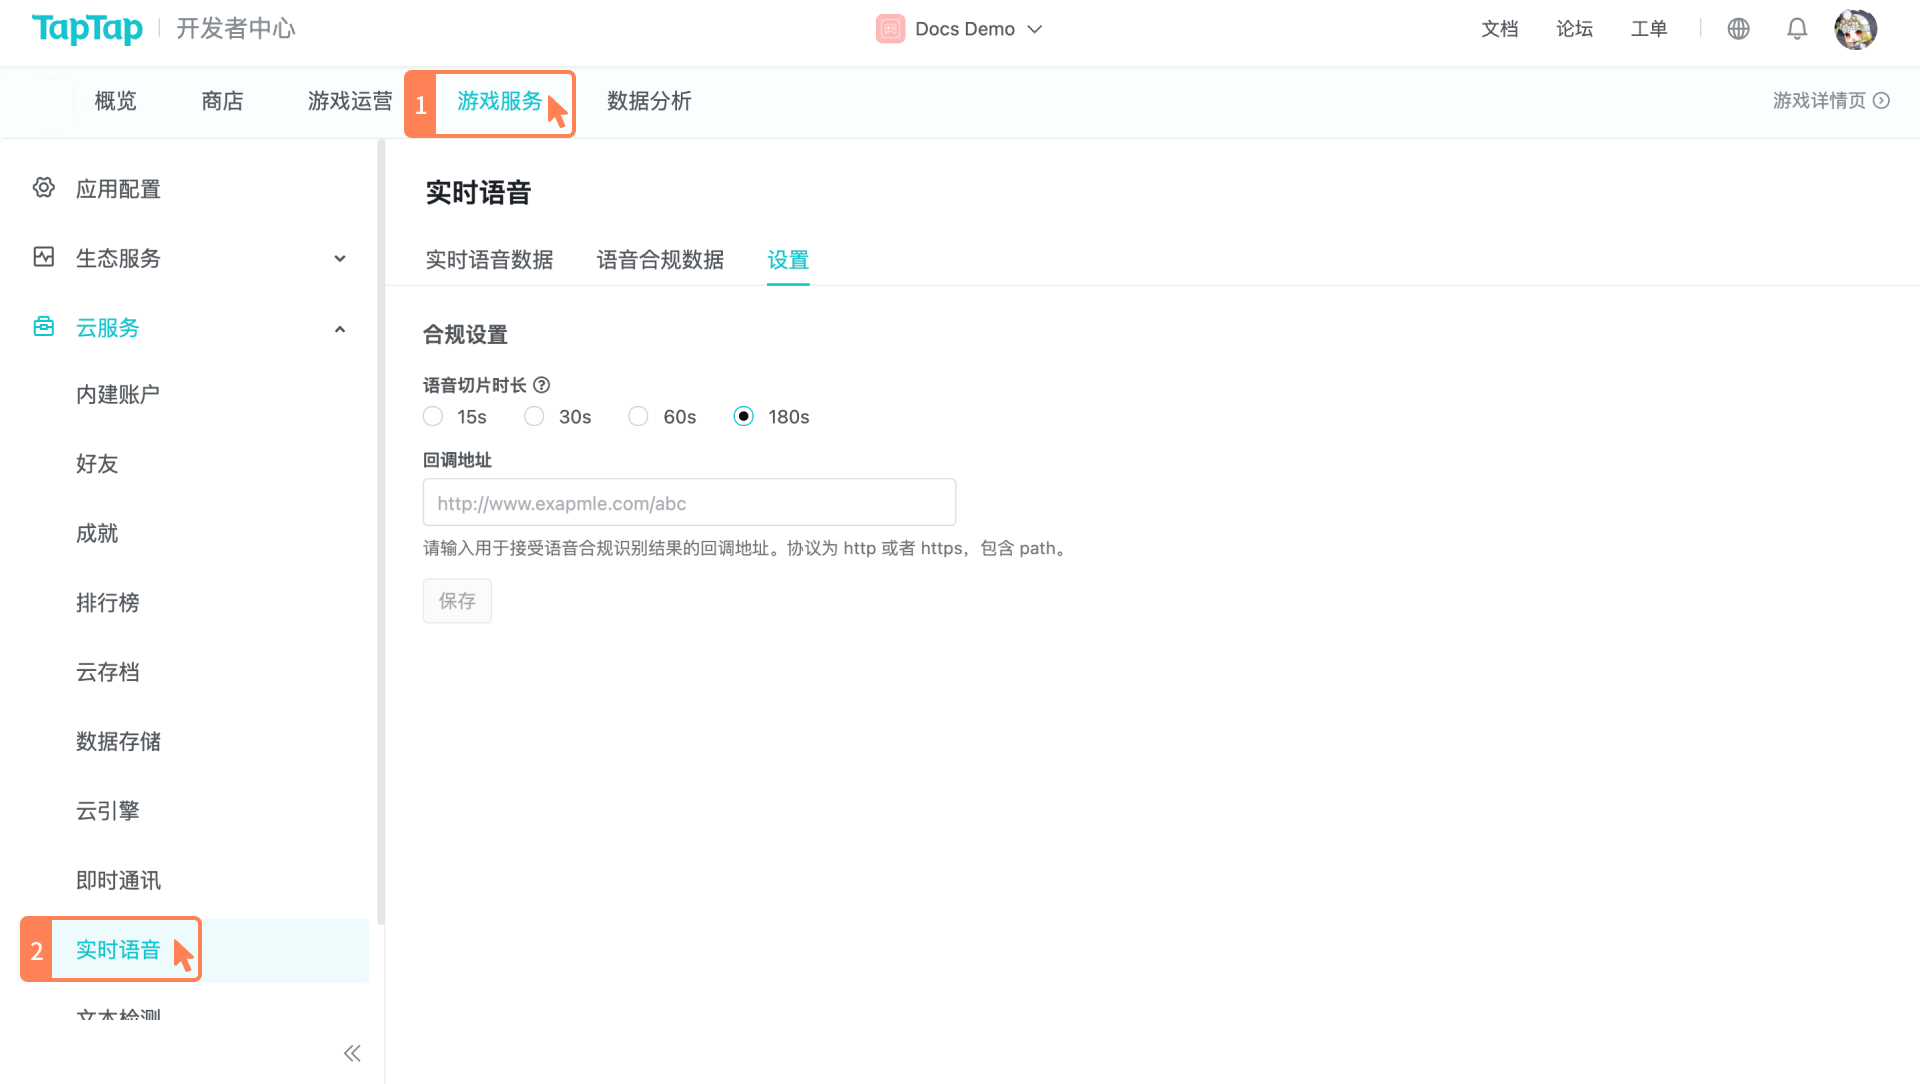 TapTap 开发者中心 Docs Demo 文档 论坛 工单
概览 商店 游戏运营 1 游戏服务 数据分析 游戏详情页
应用配置
生态服务
云服务
内建账户
好友
成就
排行榜
云存档
数据存储
云引擎
即时通讯
2 实时语音
文本检测
实时语音
实时语音数据 语音合规数据 设置
合规设置
语音切片时长
15s 30s 60s 180s
回调地址
http://www.exapmle.com/abc
请输入用于接受语音合规识别结果的回调地址。协议为 http 或者 https，包含 path。
保存